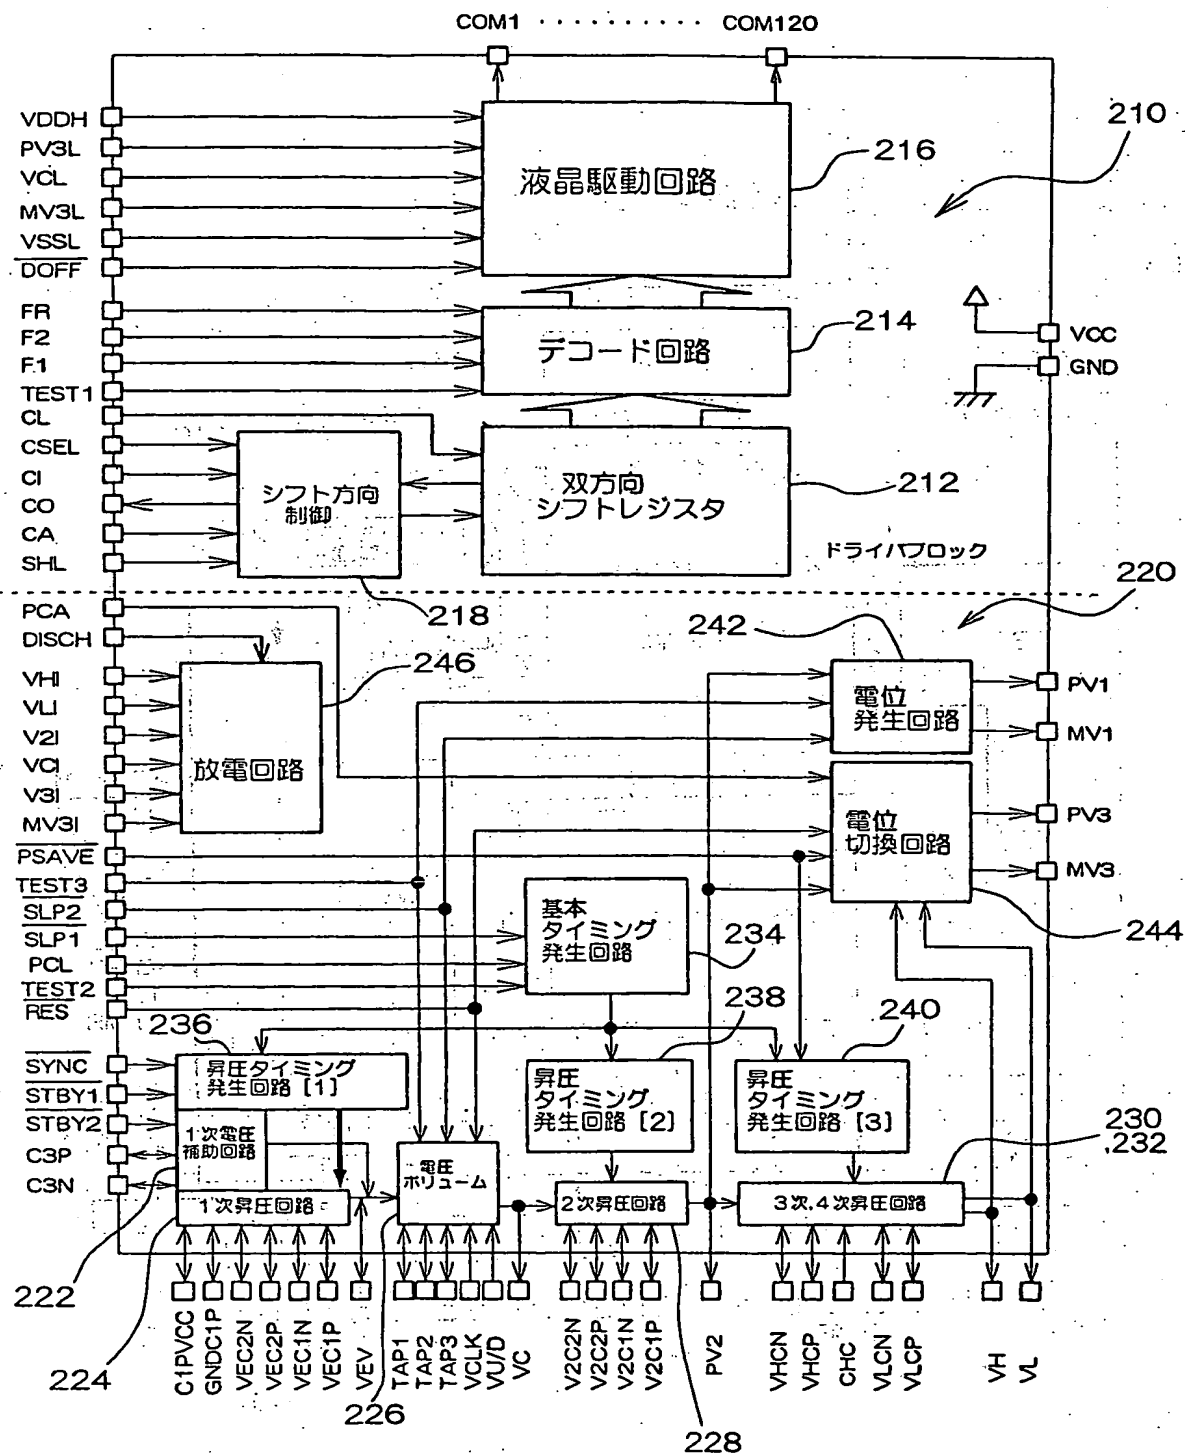 COM1 · · · · · · · · · · COM120
VDDH
PV3L
VCL
MV3L
VSSL
DOFF
液晶駆動回路
216
210
FR
F2
F1
TEST1
デコード回路
214
VCC
GND
CL
CSEL
CI
CO
CA
SHL
シフト方向
制御
218
双方向
シフトレジスタ
212
ドライバブロック
220
PCA
DISCH
VHI
VLI
V2I
VCI
V3I
MV3I
放電回路
246
242
電位
発生回路
PV1
MV1
電位
切換回路
PV3
MV3
244
PSAVE
TEST3
SLP2
SLP1
PCL
TEST2
RES
基本
タイミング
発生回路
234
236
238
240
SYNC
STBY1
STBY2
C3P
C3N
昇圧タイミング
発生回路 [1]
1次電圧
補助回路
1次昇圧回路
昇圧
タイミング
発生回路 [2]
昇圧
タイミング
発生回路 [3]
230
,232
電圧
ボリューム
2次昇圧回路
3次,4次昇圧回路
222
224
226
228
C1PVCC
GNDC1P
VEC2N
VEC2P
VEC1N
VEC1P
VEV
TAP1
TAP2
TAP3
VCLK
VU/D
VC
V2C2N
V2C2P
V2C1N
V2C1P
PV2
VHCN
VHCP
CHC
VLCN
VLCP
VH
VL